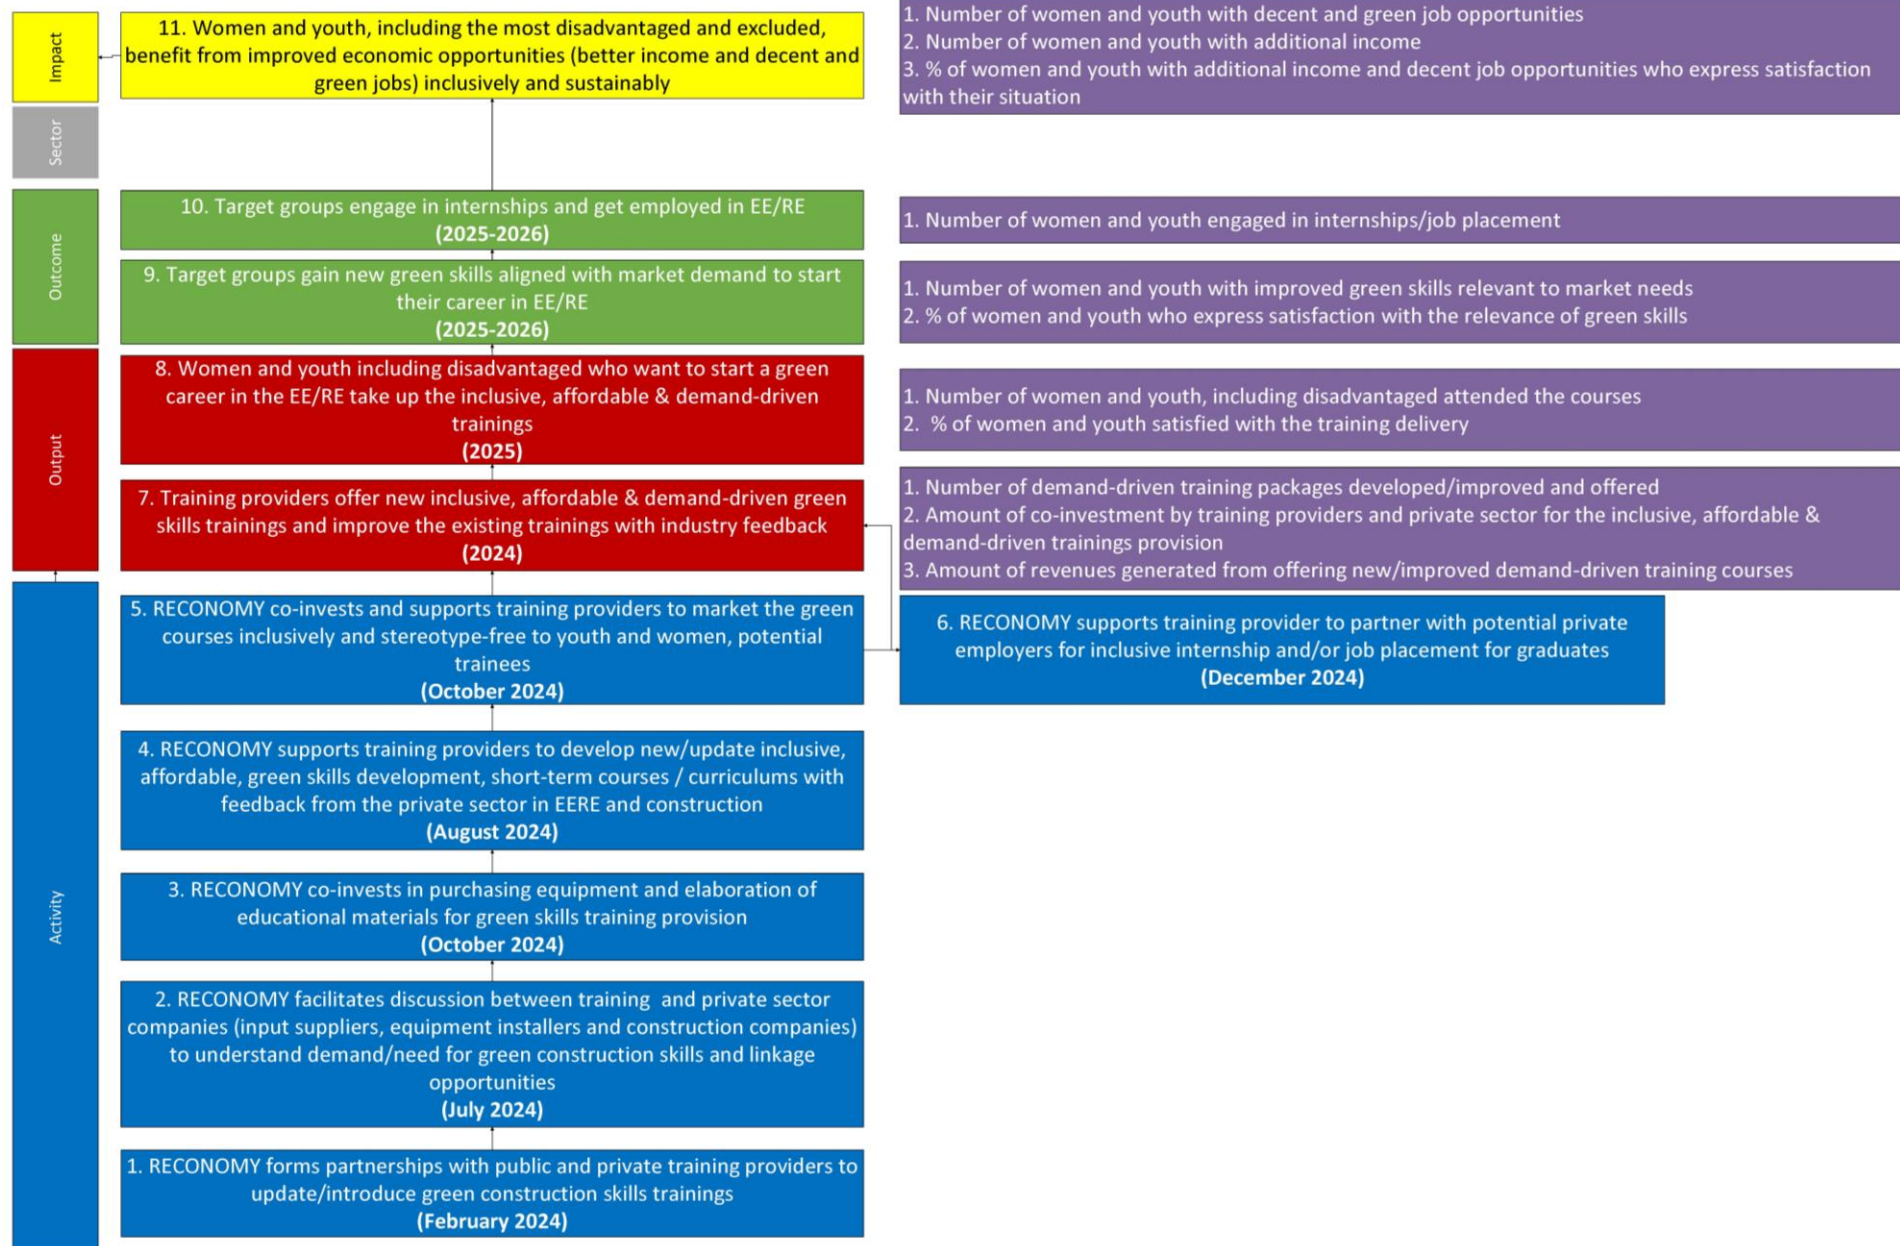 Impact
11. Women and youth, including the most disadvantaged and excluded,
benefit from improved economic opportunities (better income and decent and
green jobs) inclusively and sustainably
1. Number of women and youth with decent and green job opportunities
2. Number of women and youth with additional income
3. % of women and youth with additional income and decent job opportunities who express satisfaction
with their situation
Sector
Outcome
10. Target groups engage in internships and get employed in EE/RE
(2025-2026)
1. Number of women and youth engaged in internships/job placement
9. Target groups gain new green skills aligned with market demand to start
their career in EE/RE
(2025-2026)
1. Number of women and youth with improved green skills relevant to market needs
2. % of women and youth who express satisfaction with the relevance of green skills
Output
8. Women and youth including disadvantaged who want to start a green
career in the EE/RE take up the inclusive, affordable & demand-driven
trainings
(2025)
1. Number of women and youth, including disadvantaged attended the courses
2.  % of women and youth satisfied with the training delivery
7. Training providers offer new inclusive, affordable & demand-driven green
skills trainings and improve the existing trainings with industry feedback
(2024)
1. Number of demand-driven training packages developed/improved and offered
2. Amount of co-investment by training providers and private sector for the inclusive, affordable &
demand-driven trainings provision
3. Amount of revenues generated from offering new/improved demand-driven training courses
Activity
5. RECONOMY co-invests and supports training providers to market the green
courses inclusively and stereotype-free to youth and women, potential
trainees
(October 2024)
6. RECONOMY supports training provider to partner with potential private
employers for inclusive internship and/or job placement for graduates
(December 2024)
4. RECONOMY supports training providers to develop new/update inclusive,
affordable, green skills development, short-term courses / curriculums with
feedback from the private sector in EERE and construction
(August 2024)
3. RECONOMY co-invests in purchasing equipment and elaboration of
educational materials for green skills training provision
(October 2024)
2. RECONOMY facilitates discussion between training  and private sector
companies (input suppliers, equipment installers and construction companies)
to understand demand/need for green construction skills and linkage
opportunities
(July 2024)
1. RECONOMY forms partnerships with public and private training providers to
update/introduce green construction skills trainings
(February 2024)